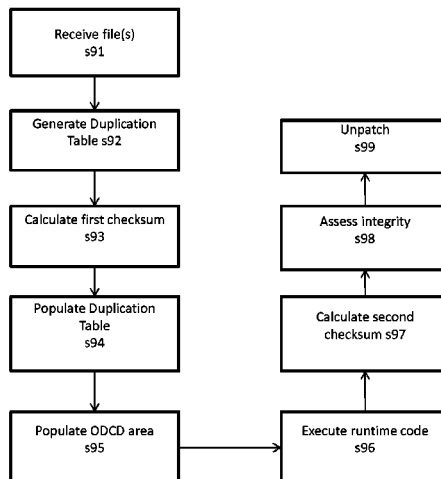 Receive file(s)
s91
Generate Duplication
Table s92
Calculate first checksum
s93
Populate Duplication
Table
s94
Populate ODCD area
s95
Execute runtime code
s96
Calculate second
checksum s97
Assess integrity
s98
Unpatch
s99